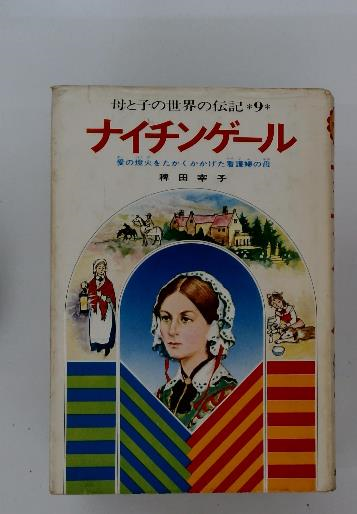 母と子の世界の伝記*9*
ナイチンゲール
愛の燈火をたかくかかげた看護婦の母
稗田宰子